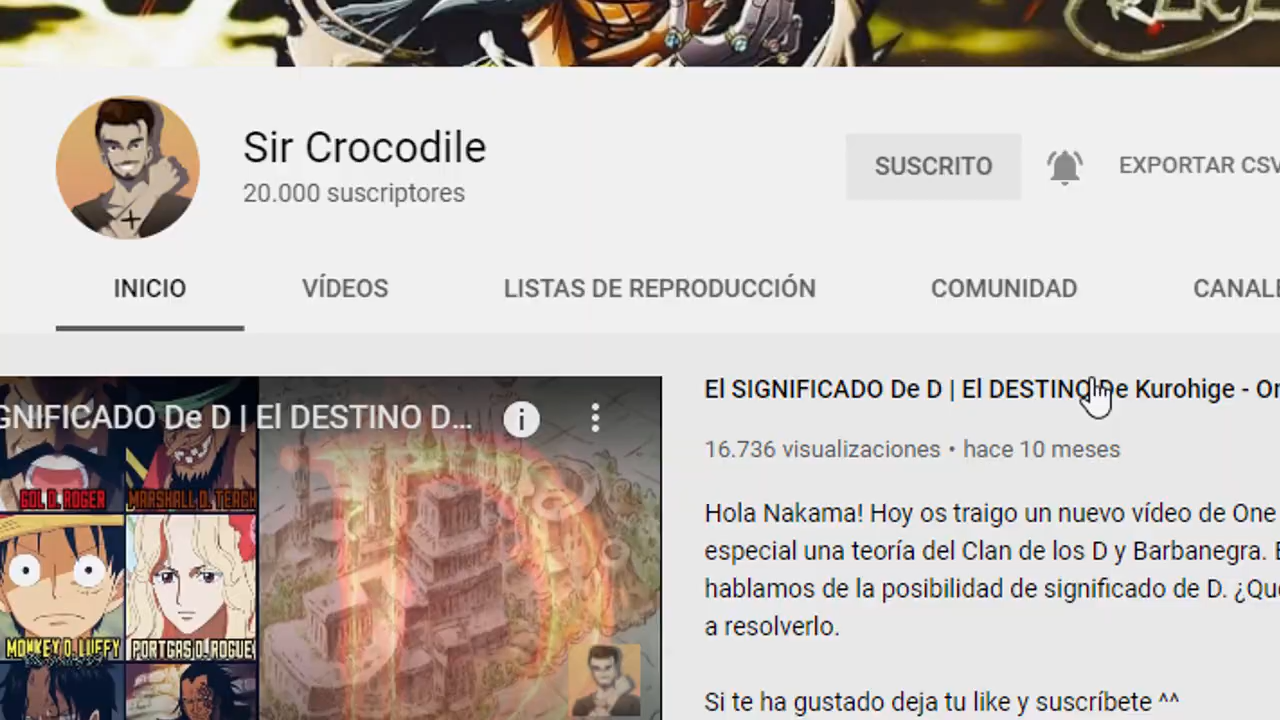 Sir Crocodile
20.000 suscriptores
SUSCRITO
EXPORTAR CSV
INICIO
VÍDEOS
LISTAS DE REPRODUCCIÓN
COMUNIDAD
CANALE
GNIFICADO De D | El DESTINO D...
GOL D. ROGER
MARSHALL D. TEACH
MONKEY D. LUFFY
PORTGAS D. ROGUE
El SIGNIFICADO De D | El DESTINO De Kurohige - On
16.736 visualizaciones • hace 10 meses
Hola Nakama! Hoy os traigo un nuevo vídeo de One
especial una teoría del Clan de los D y Barbanegra. E
hablamos de la posibilidad de significado de D. ¿Que
a resolverlo.
Si te ha gustado deja tu like y suscríbete ^^